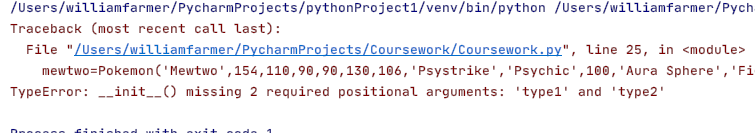 /Users/williamfarmer/PycharmProjects/pythonProject1/venv/bin/python /Users/williamfarmer/Pych
Traceback (most recent call last):
File "/Users/williamfarmer/PycharmProjects/Coursework/Coursework.py", line 25, in <module>
mewtwo=Pokemon('Mewtwo',154,110,90,90,130,106,'Psystrike','Psychic',100,'Aura Sphere','Fi
TypeError: __init__() missing 2 required positional arguments: 'type1' and 'type2'
Process finished with exit code 1